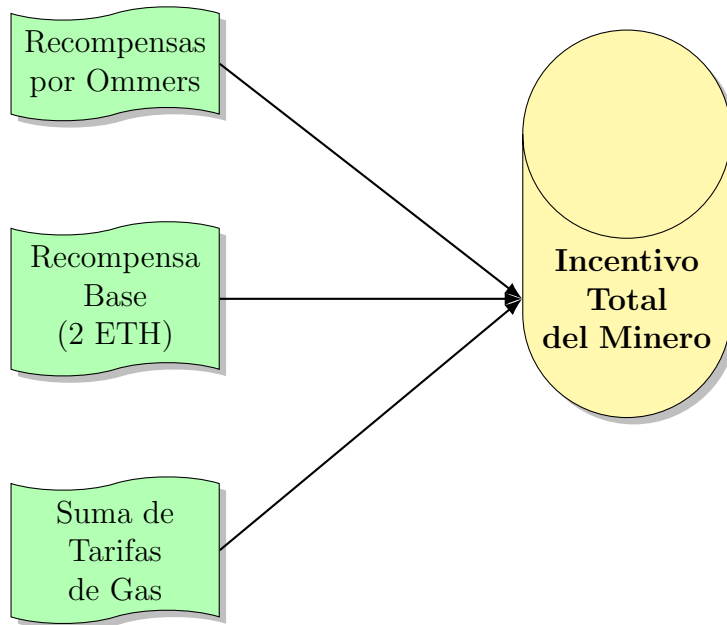 Recompensas
por Ommers
Recompensa
Base
(2 ETH)
Suma de
Tarifas
de Gas
Incentivo
Total
del Minero